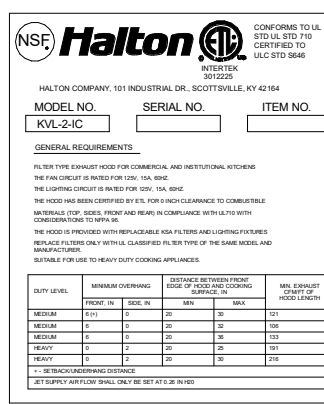 NSF
Halton
ETL
INTERTEK
3012225
CONFORMS TO UL
STD UL STD 710
CERTIFIED TO
ULC STD S646
HALTON COMPANY, 101 INDUSTRIAL DR., SCOTTSVILLE, KY 42164
MODEL NO. SERIAL NO. ITEM NO.
KVL-2-IC
GENERAL REQUIREMENTS
FILTER TYPE EXHAUST HOOD FOR COMMERCIAL AND INSTITUTIONAL KITCHENS
THE FAN CIRCUIT IS RATED FOR 125V, 15A, 60HZ.
THE LIGHTING CIRCUIT IS RATED FOR 125V, 15A, 60HZ.
THE HOOD HAS BEEN CERTIFIED BY ETL FOR 0 INCH CLEARANCE TO COMBUSTIBLE
MATERIALS (TOP, SIDES, FRONT AND REAR) IN COMPLIANCE WITH UL710 WITH
CONSIDERATIONS TO NFPA 96.
THE HOOD IS PROVIDED WITH REPLACEABLE KSA FILTERS AND LIGHTING FIXTURES
REPLACE FILTERS ONLY WITH UL CLASSIFIED FILTER TYPE OF THE SAME MODEL AND
MANUFACTURER.
SUITABLE FOR USE TO HEAVY DUTY COOKING APPLIANCES.
DUTY LEVEL
MINIMUM OVERHANG
DISTANCE BETWEEN FRONT
EDGE OF HOOD AND COOKING
SURFACE, IN
MIN. EXHAUST
CFM/FT OF
HOOD LENGTH
FRONT, IN SIDE, IN MIN MAX
MEDIUM 6 (+) 0 20 30 121
MEDIUM 6 0 20 32 106
MEDIUM 6 0 20 36 133
HEAVY 0 2 20 25 191
HEAVY 0 2 20 30 216
+ - SETBACK/UNDERHANG DISTANCE
JET SUPPLY AIR FLOW SHALL ONLY BE SET AT 0.26 IN H20